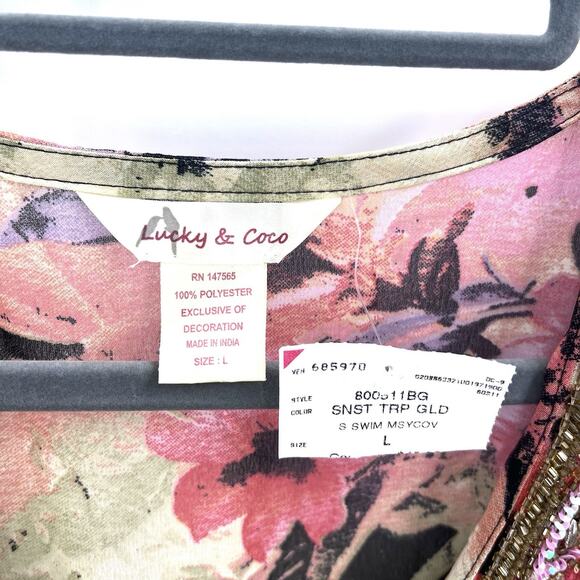 Lucky & Coco
RN 147565
100% POLYESTER
EXCLUSIVE OF
DECORATION
MADE IN INDIA
SIZE : L
VEN 685970
STYLE 800511BG
COLOR SNST TRP GLD
S SWIM MSYCOV
SIZE L